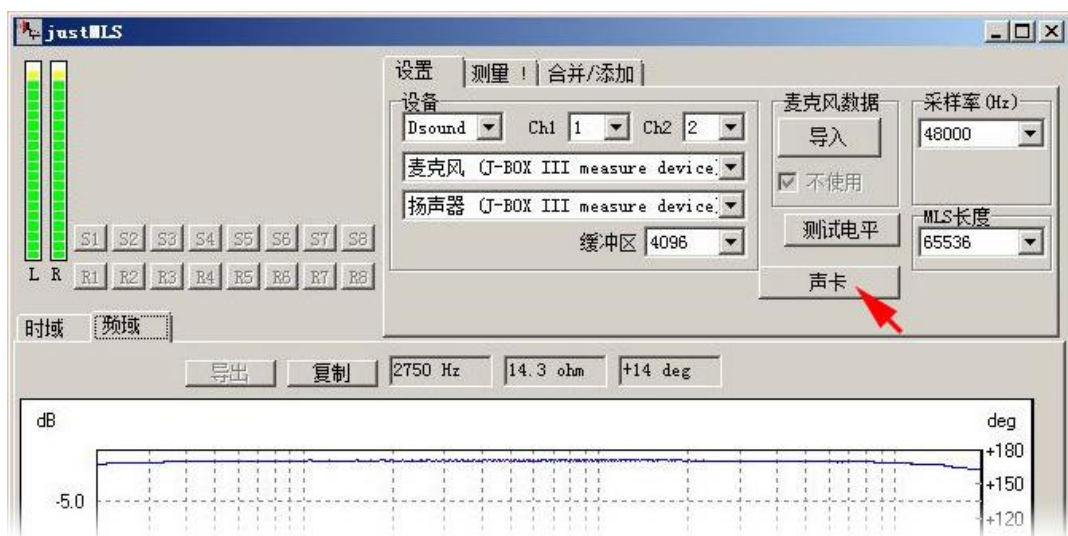 justMLS
设置 测量 ! 合并/添加
设备
Dsound Ch1 1 Ch2 2
麦克风 (J-BOX III measure device)
扬声器 (J-BOX III measure device)
缓冲区 4096
麦克风数据
导入
不使用
测试电平
声卡
采样率(Hz)
48000
MLS长度
65536
S1 S2 S3 S4 S5 S6 S7 S8
L R R1 R2 R3 R4 R5 R6 R7 R8
时域 频域
导出 复制 2750 Hz 14.3 ohm +14 deg
dB deg
+180
+150
-5.0
+120